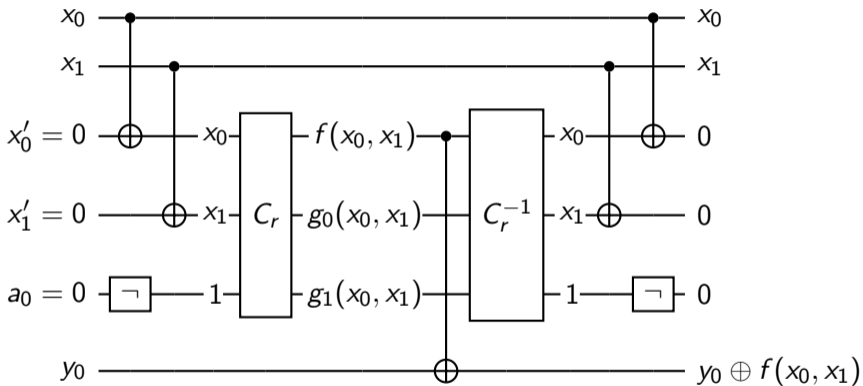 x₀ x₀
x₁ x₁
x′₀ = 0 x₀ f(x₀, x₁) x₀ 0
x′₁ = 0 x₁ Cᵣ g₀(x₀, x₁) Cᵣ⁻¹ x₁ 0
a₀ = 0 ¬ 1 g₁(x₀, x₁) 1 ¬ 0
y₀ y₀ ⊕ f(x₀, x₁)